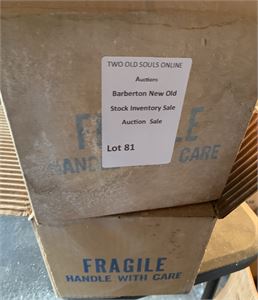 TWO OLD SOULS ONLINE
Auctions
Barberton New Old
Stock Inventory Sale
Auction Sale
Lot 81
FRAGILE
HANDLE WITH CARE
FRAGILE
HANDLE WITH CARE